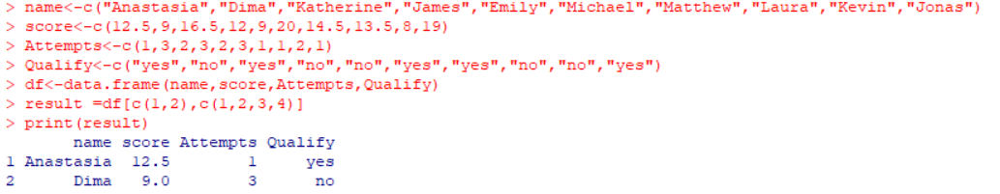 > name<-c("Anastasia","Dima","Katherine","James","Emily","Michael","Matthew","Laura","Kevin","Jonas")
> score<-c(12.5,9,16.5,12,9,20,14.5,13.5,8,19)
> Attempts<-c(1,3,2,3,2,3,1,1,2,1)
> Qualify<-c("yes","no","yes","no","no","yes","yes","no","no","yes")
> df<-data.frame(name,score,Attempts,Qualify)
> result =df[c(1,2),c(1,2,3,4)]
> print(result)
       name score Attempts Qualify
1 Anastasia  12.5        1     yes
2      Dima   9.0        3      no